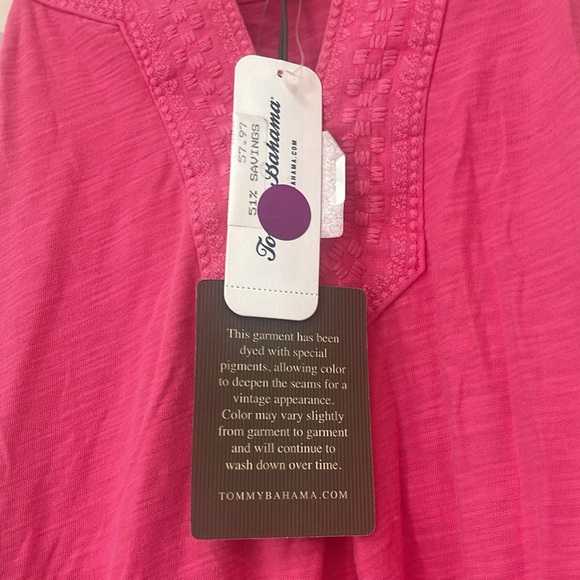 57.97
51% SAVINGS
Bahama®
This garment has been
dyed with special
pigments, allowing color
to deepen the seams for a
vintage appearance.
Color may vary slightly
from garment to garment
and will continue to
wash down over time.
TOMMYBAHAMA.COM